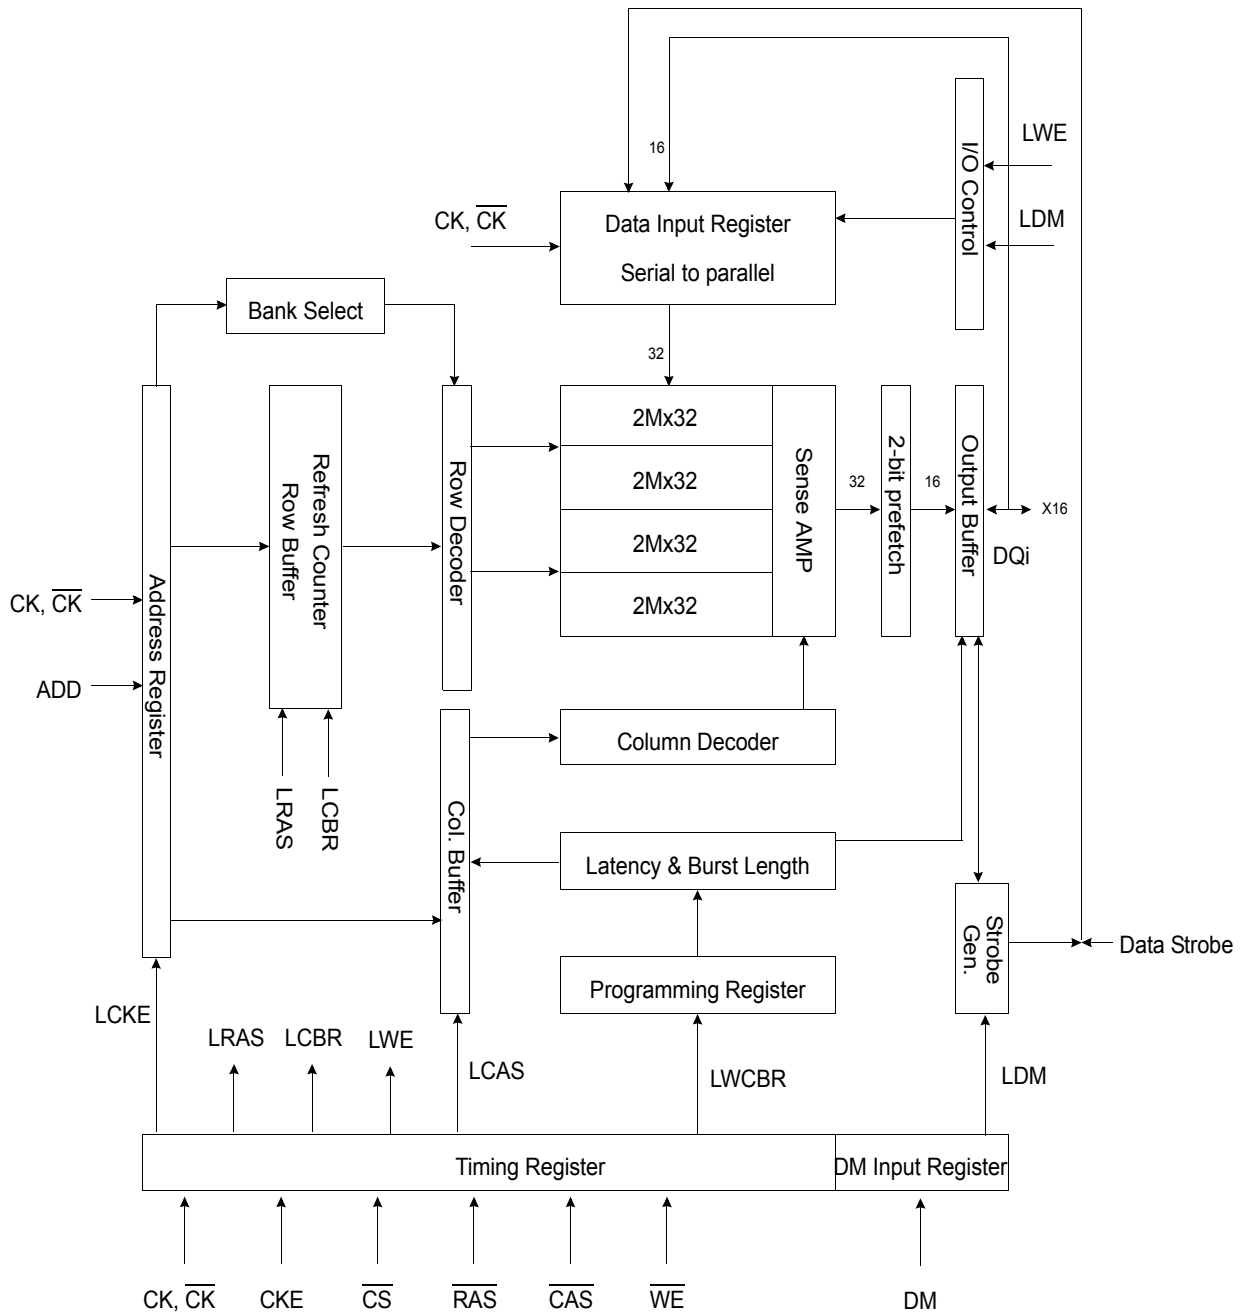 16
LWE
I/O Control
LDM
CK, CK
Data Input Register
Serial to parallel
Bank Select
32
2Mx32
2Mx32
2Mx32
2Mx32
Sense AMP
32
2-bit prefetch
16
Output Buffer
X16
DQi
Refresh Counter
Row Buffer
Row Decoder
Address Register
CK, CK
ADD
LRAS
LCBR
Col. Buffer
Column Decoder
Latency & Burst Length
Programming Register
Strobe
Gen.
Data Strobe
LCKE
LRAS
LCBR
LWE
LCAS
LWCBR
LDM
Timing Register
DM Input Register
CK, CK
CKE
CS
RAS
CAS
WE
DM